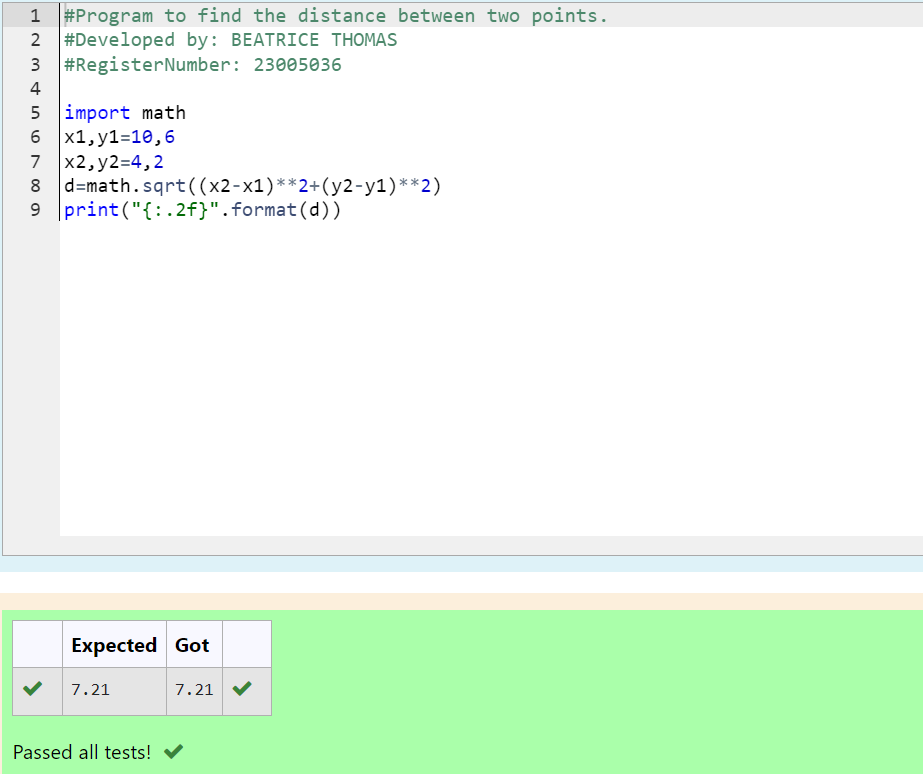 1 #Program to find the distance between two points.
2 #Developed by: BEATRICE THOMAS
3 #RegisterNumber: 23005036
4
5 import math
6 x1,y1=10,6
7 x2,y2=4,2
8 d=math.sqrt((x2-x1)**2+(y2-y1)**2)
9 print("{:.2f}".format(d))
Expected Got
7.21 7.21
Passed all tests!